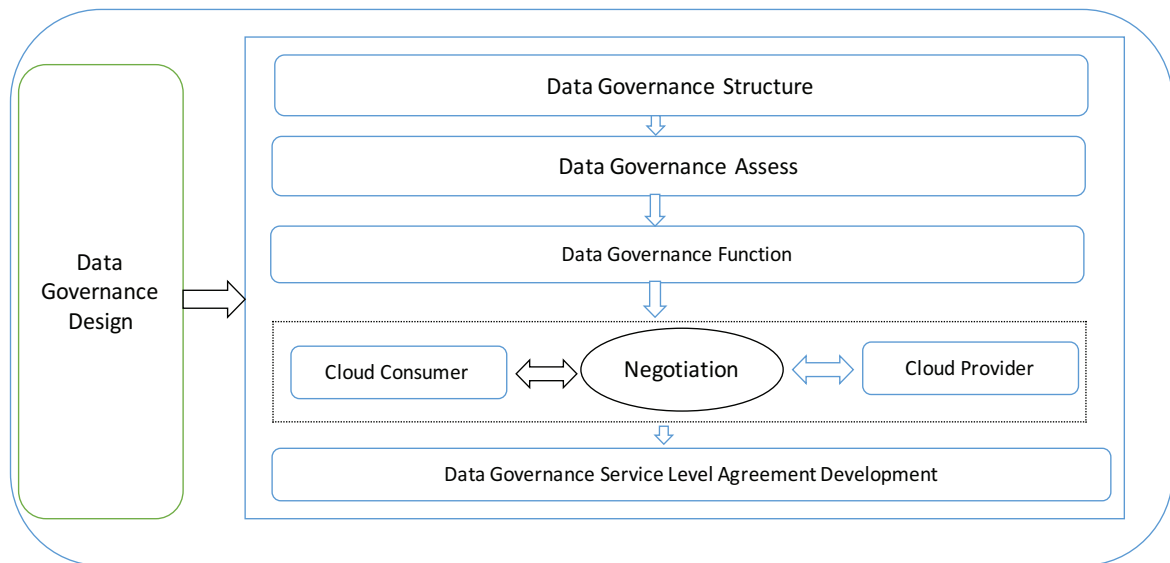 Data Governance Structure
Data Governance Assess
Data Governance Function
Data
Governance
Design
Cloud Consumer
Negotiation
Cloud Provider
Data Governance Service Level Agreement Development